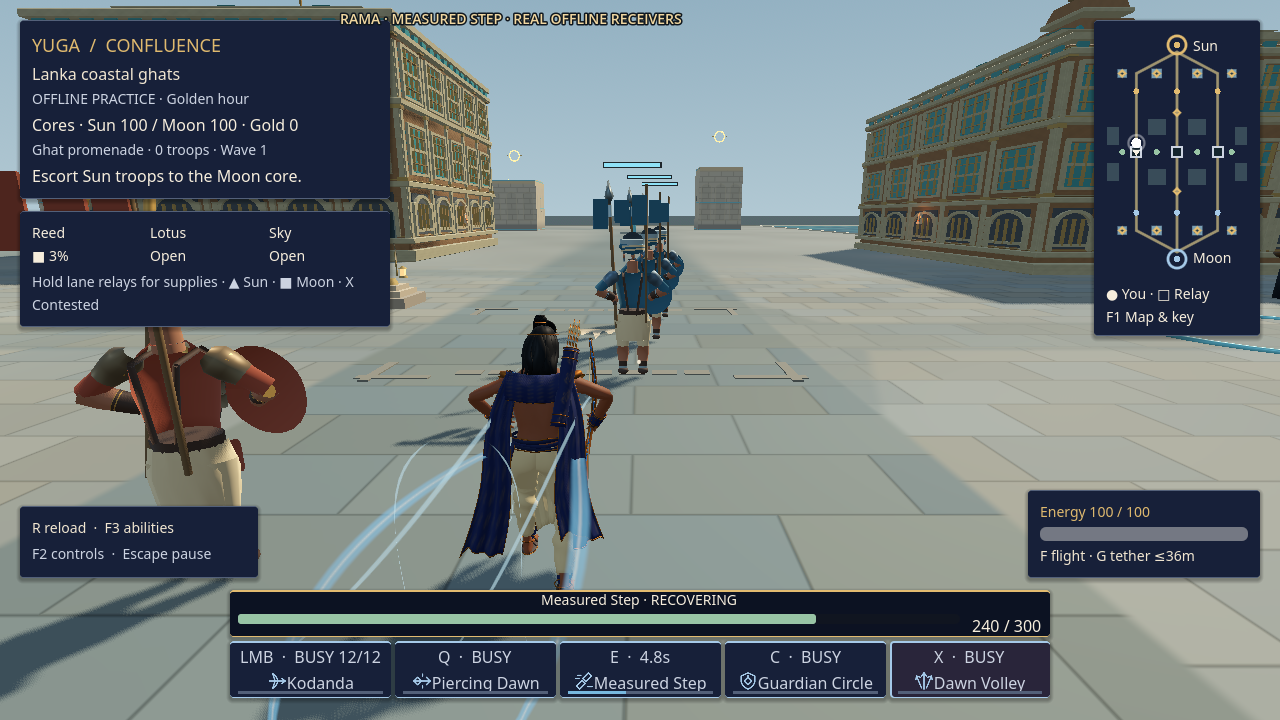 RAMA · MEASURED STEP · REAL OFFLINE RECEIVERS
YUGA / CONFLUENCE
Lanka coastal ghats
OFFLINE PRACTICE · Golden hour
Cores · Sun 100 / Moon 100 · Gold 0
Ghat promenade · 0 troops · Wave 1
Escort Sun troops to the Moon core.
Reed Lotus Sky
■ 3% Open Open
Hold lane relays for supplies · ▲ Sun · ■ Moon · X
Contested
Sun
Moon
● You · □ Relay
F1 Map & key
R reload · F3 abilities
F2 controls · Escape pause
Energy 100 / 100
F flight · G tether ≤36m
Measured Step · RECOVERING
240 / 300
LMB · BUSY 12/12
Kodanda
Q · BUSY
Piercing Dawn
E · 4.8s
Measured Step
C · BUSY
Guardian Circle
X · BUSY
Dawn Volley